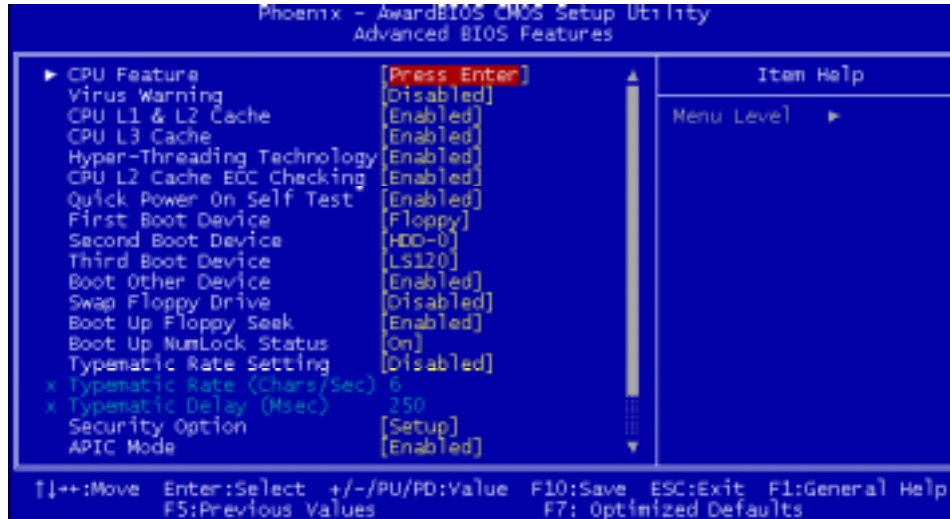 Phoenix - AwardBIOS CMOS Setup Utility
Advanced BIOS Features
► CPU Feature [Press Enter]
Virus Warning [Disabled]
CPU L1 & L2 Cache [Enabled]
CPU L3 Cache [Enabled]
Hyper-Threading Technology [Enabled]
CPU L2 Cache ECC Checking [Enabled]
Quick Power On Self Test [Enabled]
First Boot Device [Floppy]
Second Boot Device [HDD-0]
Third Boot Device [LS120]
Boot Other Device [Enabled]
Swap Floppy Drive [Disabled]
Boot Up Floppy Seek [Enabled]
Boot Up NumLock Status [On]
Typematic Rate Setting [Disabled]
x Typematic Rate (Chars/Sec) 6
x Typematic Delay (Msec) 250
Security Option [Setup]
APIC Mode [Enabled]
Item Help
Menu Level ►
↑↓→←:Move Enter:Select +/-/PU/PD:Value F10:Save ESC:Exit F1:General Help
F5:Previous Values F7: Optimized Defaults